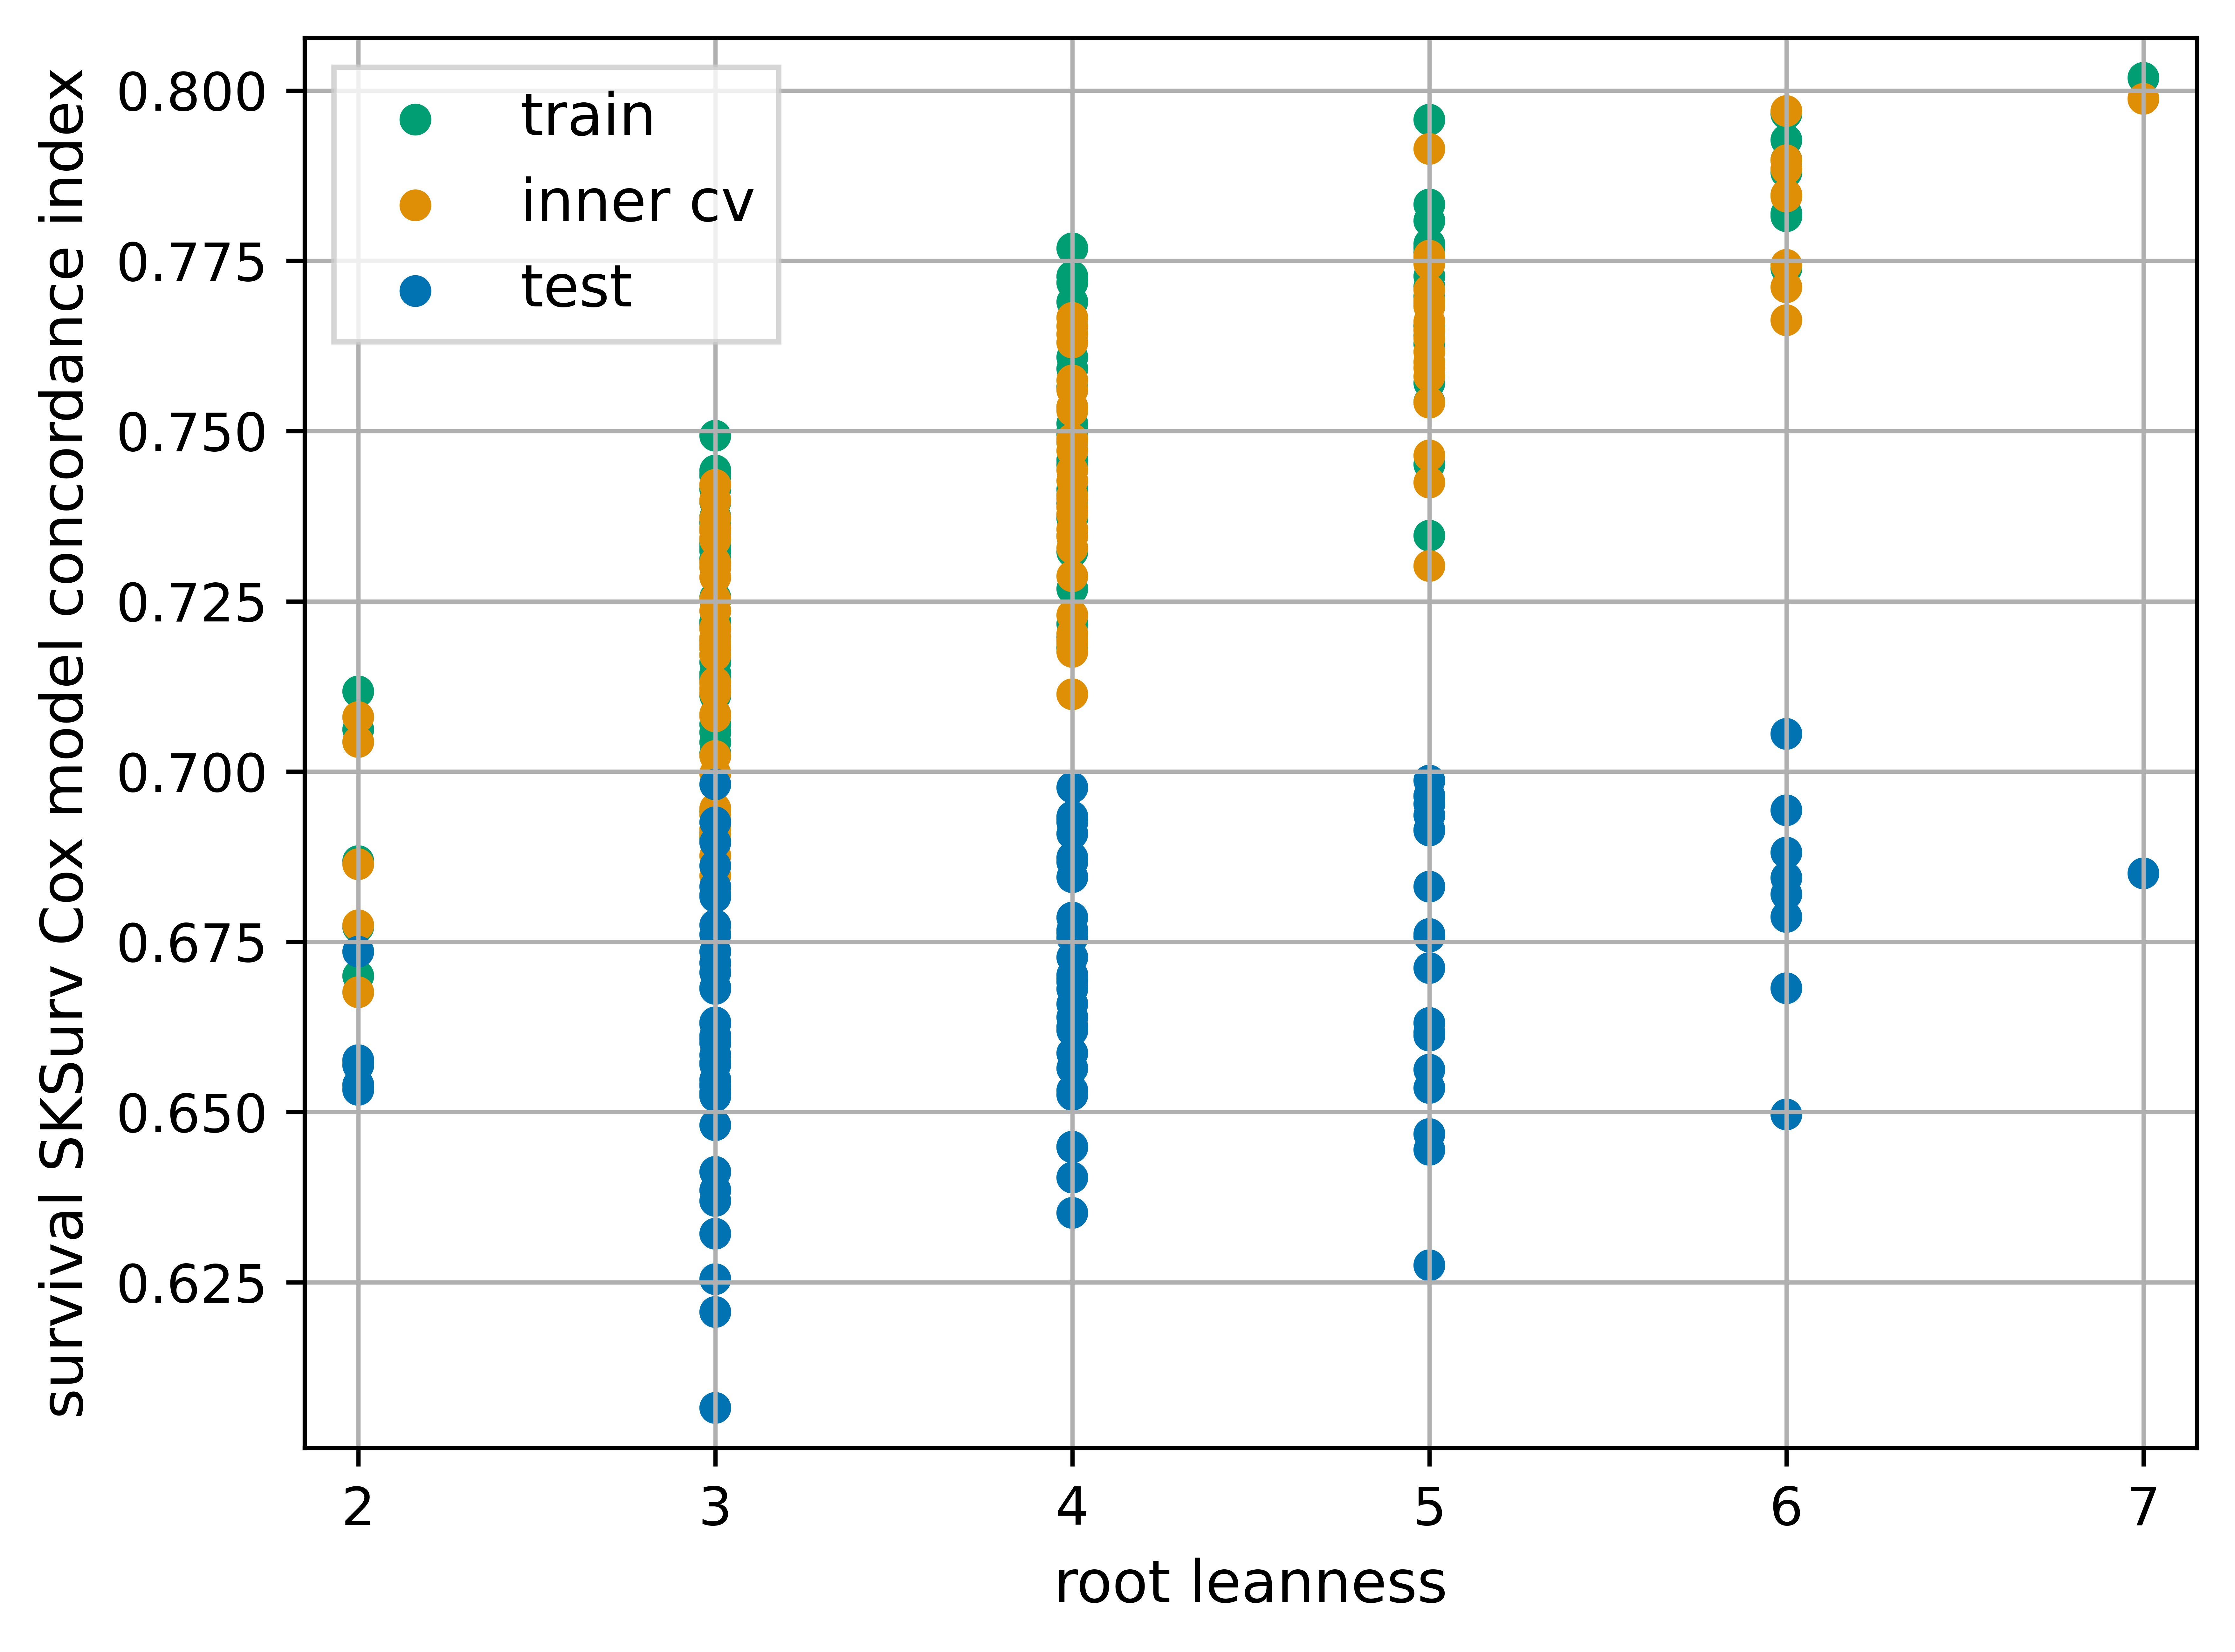 survival SKSurv Cox model concordance index
0.800
0.775
0.750
0.725
0.700
0.675
0.650
0.625
train
inner cv
test
2 3 4 5 6 7
root leanness